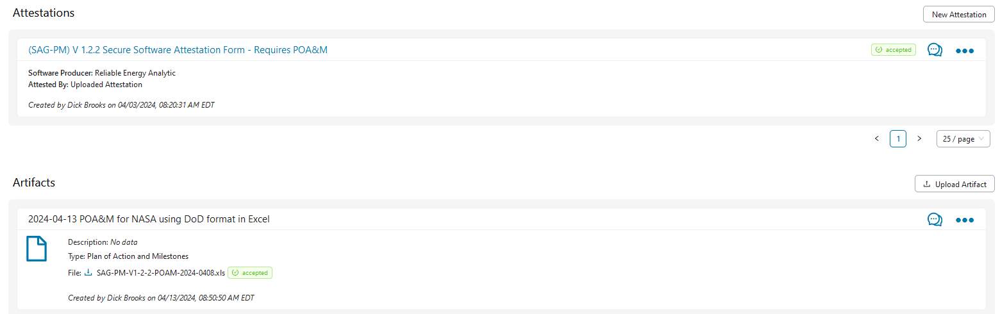 Attestations
New Attestation
(SAG-PM) V 1.2.2 Secure Software Attestation Form - Requires POA&M
accepted
Software Producer: Reliable Energy Analytic
Attested By: Uploaded Attestation
Created by Dick Brooks on 04/03/2024, 08:20:31 AM EDT
< 1 > 25 / page
Artifacts
Upload Artifact
2024-04-13 POA&M for NASA using DoD format in Excel
Description: No data
Type: Plan of Action and Milestones
File: SAG-PM-V1-2-2-POAM-2024-0408.xls accepted
Created by Dick Brooks on 04/13/2024, 08:50:50 AM EDT